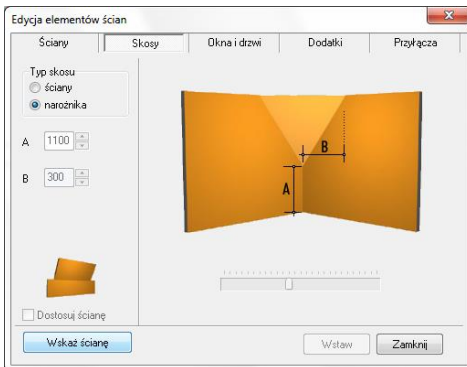 Edycja elementów ścian
Ściany Skosy Okna i drzwi Dodatki Przyłącza
Typ skosu
ściany
narożnika
A 1100
B 300
B
A
Dostosuj ścianę
Wskaż ścianę Wstaw Zamknij